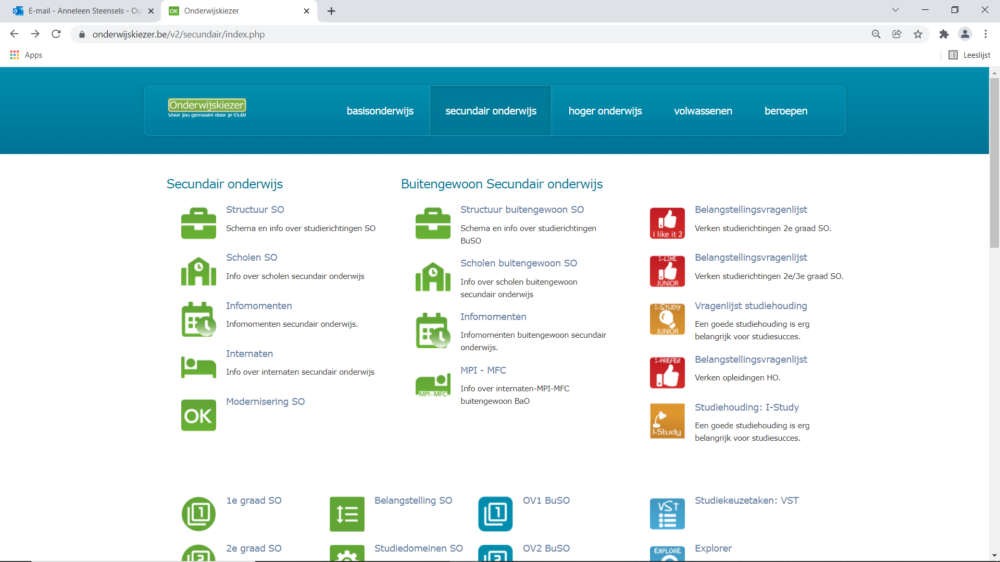 E-mail - Anneleen Steensels - Ou
Onderwijskiezer
onderwijskiezer.be/v2/secundair/index.php
Apps
Leeslijst
Onderwijskiezer
Voor jou gemaakt door je CLB!
basisonderwijs
secundair onderwijs
hoger onderwijs
volwassenen
beroepen
Secundair onderwijs
Structuur SO
Schema en info over studierichtingen SO
Scholen SO
Info over scholen secundair onderwijs
Infomomenten
Infomomenten secundair onderwijs.
Internaten
Info over internaten secundair onderwijs
OK
Modernisering SO
Buitengewoon Secundair onderwijs
Structuur buitengewoon SO
Schema en info over studierichtingen
BuSO
Scholen buitengewoon SO
Info over scholen buitengewoon
secundair onderwijs
Infomomenten
Infomomenten buitengewoon secundair
onderwijs.
MPI - MFC
MPI-MFC
Info over internaten-MPI-MFC
buitengewoon BaO
I like it 2
Belangstellingsvragenlijst
Verken studierichtingen 2e graad SO.
I-LIKE
JUNIOR
Belangstellingsvragenlijst
Verken studierichtingen 2e/3e graad SO.
I-STUDY
JUNIOR
Vragenlijst studiehouding
Een goede studiehouding is erg
belangrijk voor studiesucces.
I-PREFER
Belangstellingsvragenlijst
Verken opleidingen HO.
I-Study
Studiehouding: I-Study
Een goede studiehouding is erg
belangrijk voor studiesucces.
1
1e graad SO
Belangstelling SO
1
OV1 BuSO
VST
Studiekeuzetaken: VST
2
2e graad SO
Studiedomeinen SO
2
OV2 BuSO
EXPLORE
Explorer